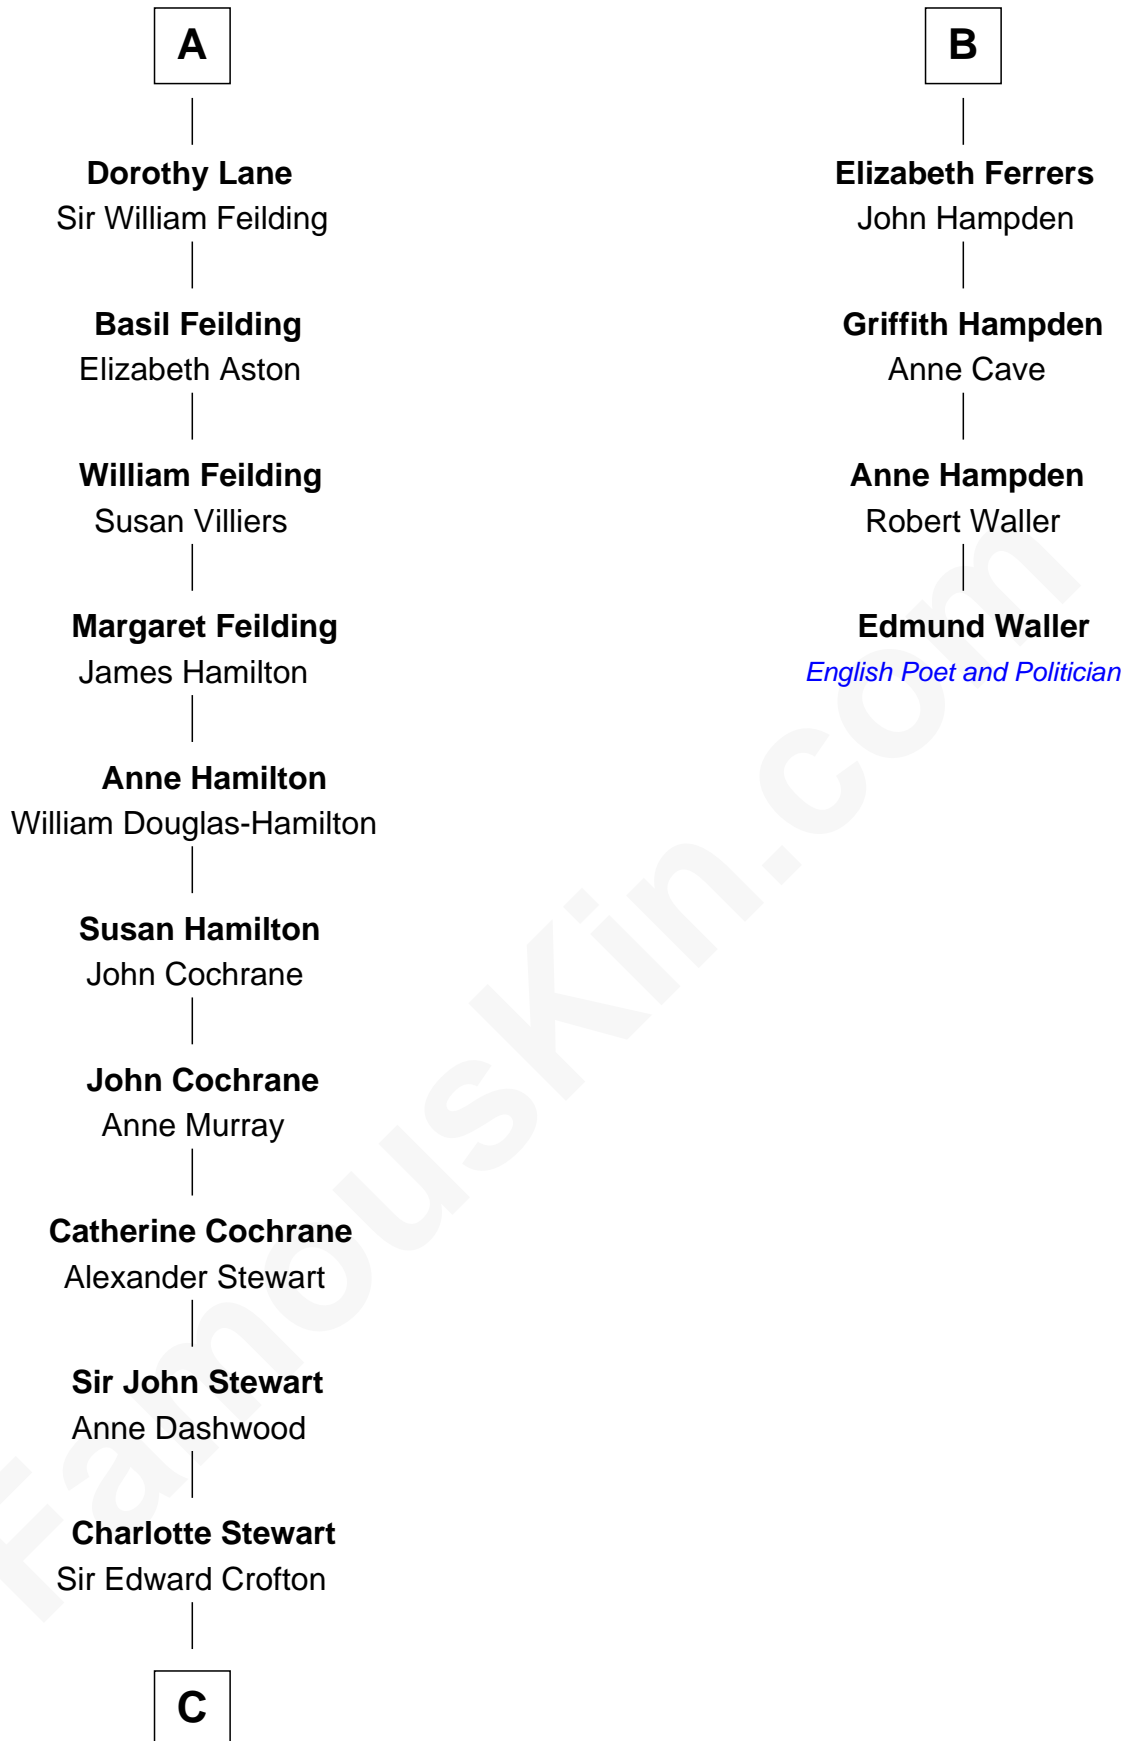 A
Dorothy Lane
Sir William Feilding
Basil Feilding
Elizabeth Aston
William Feilding
Susan Villiers
Margaret Feilding
James Hamilton
Anne Hamilton
William Douglas-Hamilton
Susan Hamilton
John Cochrane
John Cochrane
Anne Murray
Catherine Cochrane
Alexander Stewart
Sir John Stewart
Anne Dashwood
Charlotte Stewart
Sir Edward Crofton
C
B
Elizabeth Ferrers
John Hampden
Griffith Hampden
Anne Cave
Anne Hampden
Robert Waller
Edmund Waller
English Poet and Politician
FamousKin.com